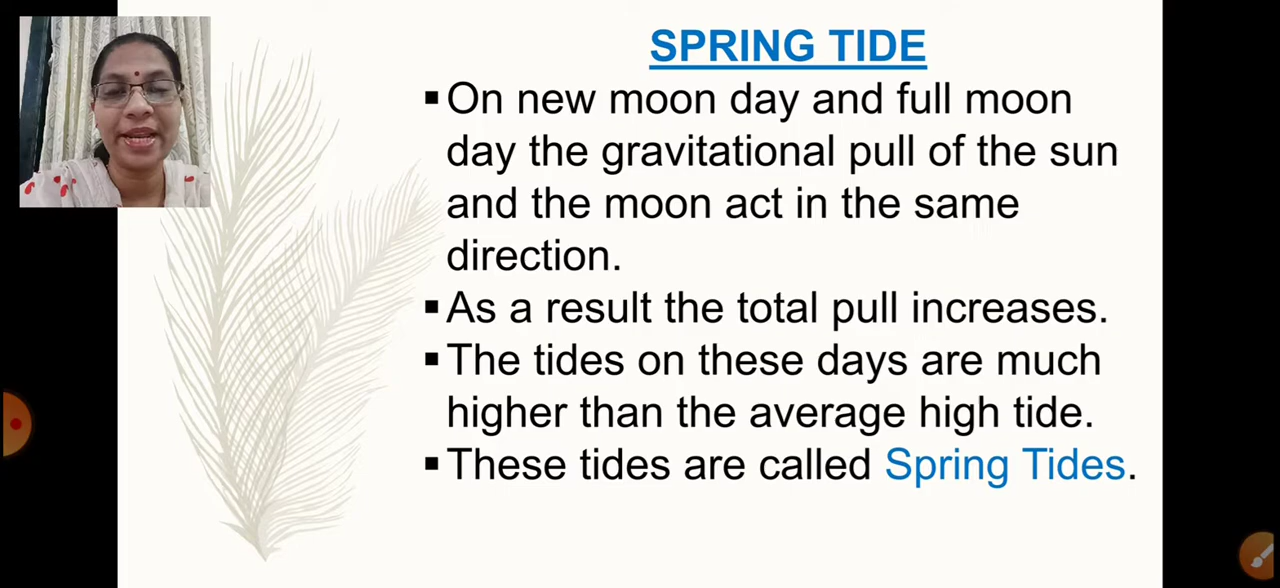 SPRING TIDE
▪On new moon day and full moon
day the gravitational pull of the sun
and the moon act in the same
direction.
▪As a result the total pull increases.
▪The tides on these days are much
higher than the average high tide.
▪These tides are called Spring Tides.